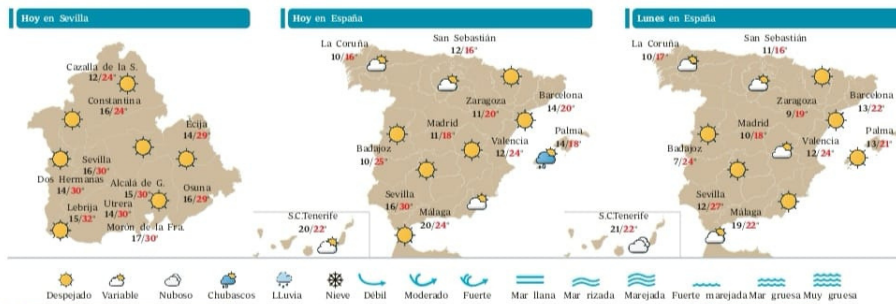 Hoy en Sevilla
Cazalla de la S.
12/24°
Constantina
16/24°
Écija
14/29°
Sevilla
16/30°
Dos Hermanas
14/30°
Alcalá de G.
15/30°
Osuna
16/29°
Lebrija
15/32°
Utrera
14/30°
Morón de la Fra.
17/30°
Hoy en España
La Coruña
10/16°
San Sebastián
12/16°
Zaragoza
11/20°
Barcelona
14/20°
Madrid
11/18°
Valencia
12/24°
Palma
14/18°
Badajoz
10/25°
Sevilla
16/30°
Málaga
20/24°
S.C.Tenerife
20/22°
Lunes en España
La Coruña
10/17°
San Sebastián
11/16°
Zaragoza
9/19°
Barcelona
13/22°
Madrid
10/18°
Valencia
12/24°
Palma
13/21°
Badajoz
7/24°
Sevilla
12/27°
Málaga
19/22°
S.C.Tenerife
21/22°
Despejado Variable Nuboso Chubascos LLuvia Nieve Débil Moderado Fuerte Mar llana Mar rizada Marejada Fuerte marejada Mar gruesa Muy gruesa